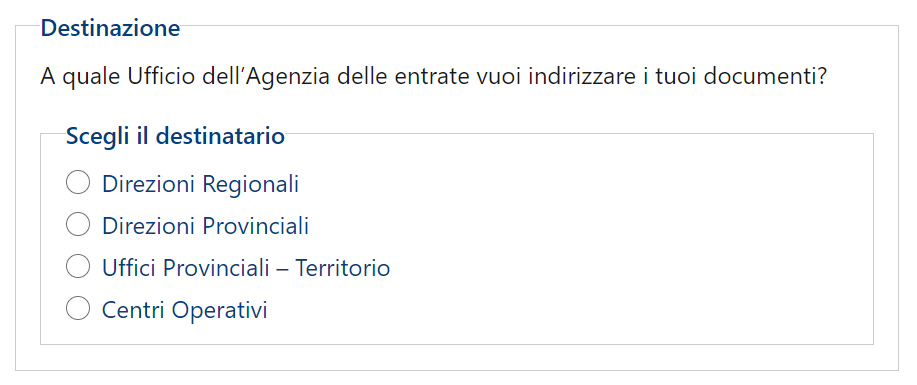 Destinazione
A quale Ufficio dell’Agenzia delle entrate vuoi indirizzare i tuoi documenti?
Scegli il destinatario
Direzioni Regionali
Direzioni Provinciali
Uffici Provinciali – Territorio
Centri Operativi